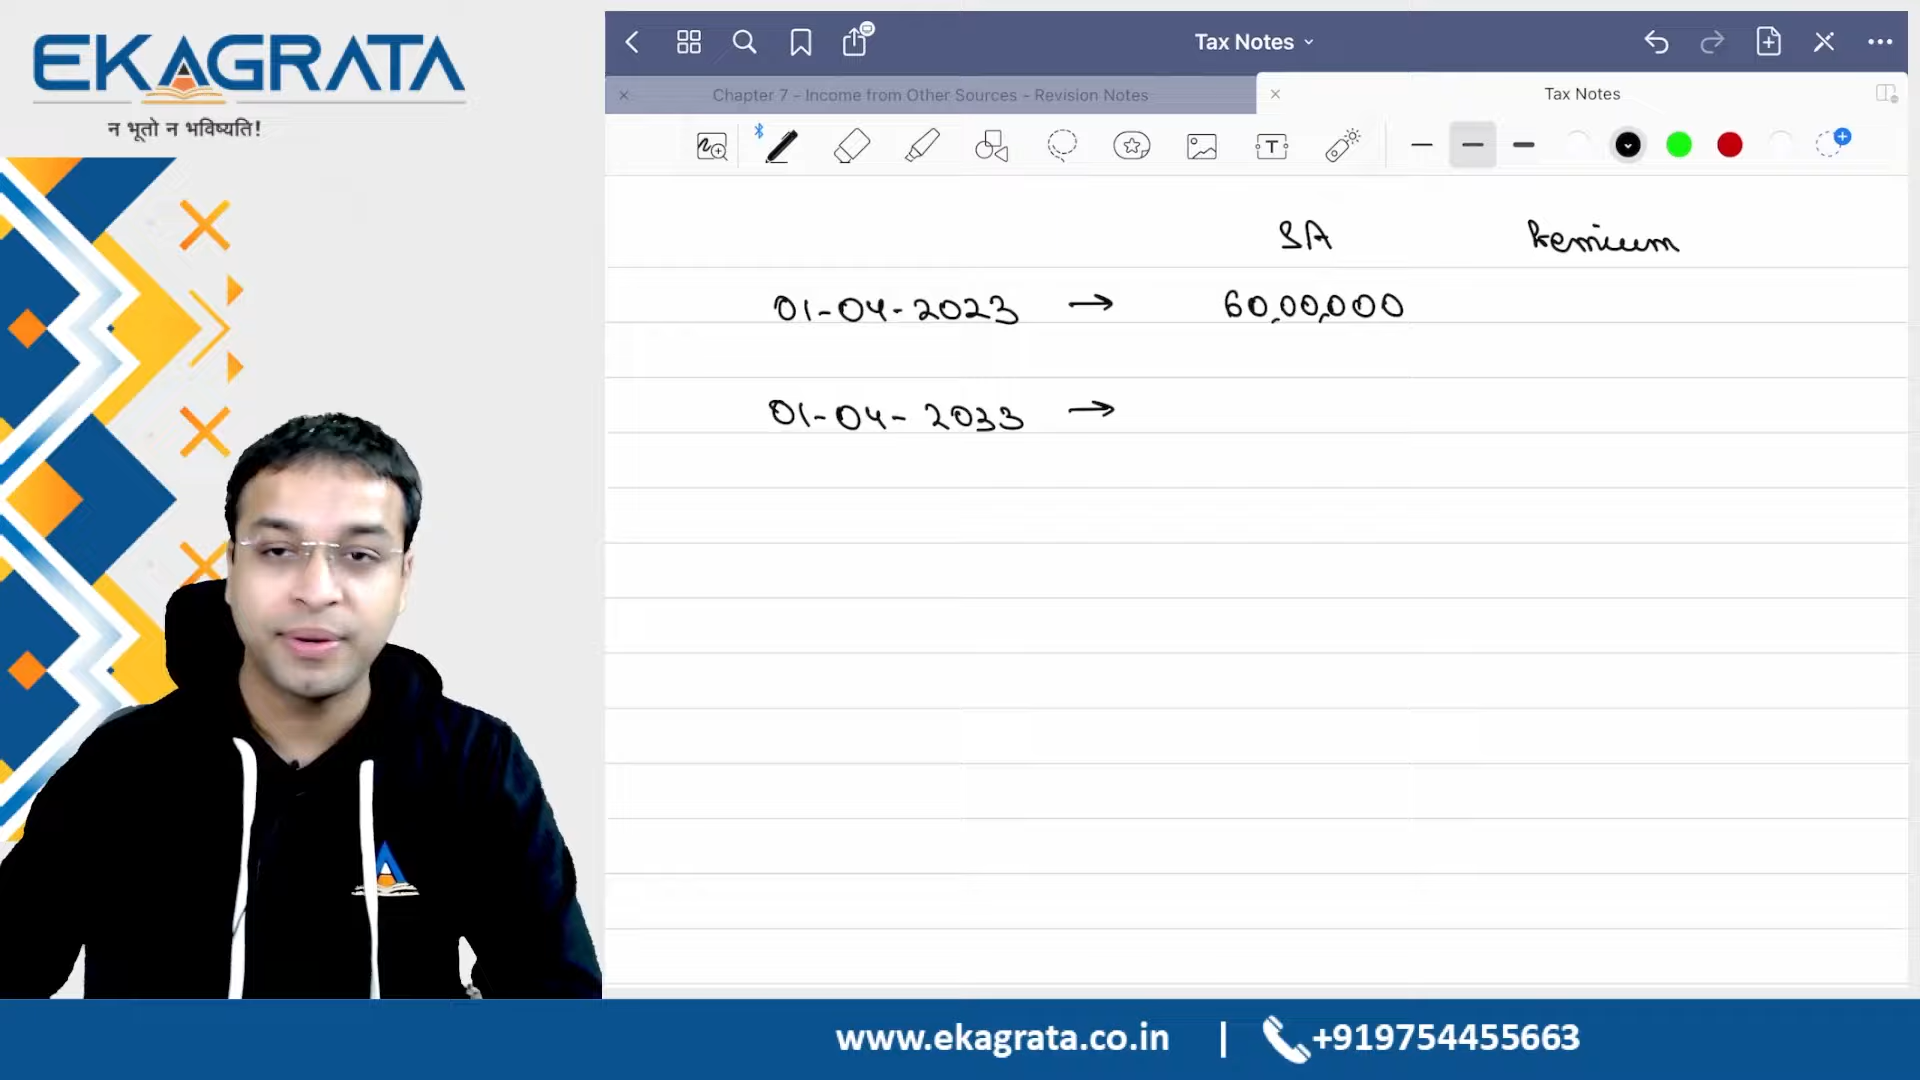 EKAGRATA
न भूतो न भविष्यति!
Tax Notes
Chapter 7 - Income from Other Sources - Revision Notes
Tax Notes
T
SA Premium
01-04-2023 → 60,00,000
01-04-2033 →
www.ekagrata.co.in | +919754455663